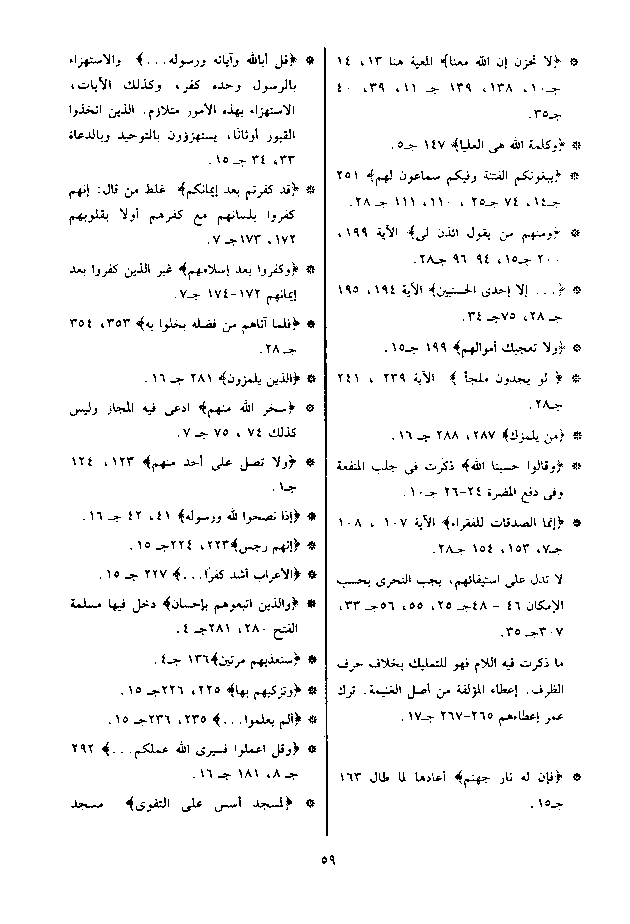 * ﴿لا تحزن إن الله معنا﴾ المعية هنا ١٣، ١٤
جـ١٠، ١٣٨، ١٣٩ جـ ١١، ٣٩، ٤٠
جـ٣٥.
* ﴿وكلمة الله هى العليا﴾ ١٤٧ جـ٥.
* ﴿يبغونكم الفتنة وفيكم سماعون لهم﴾ ٢٥١
جـ١٤، ٧٤ جـ٢٥ ، ١١٠، ١١١ جـ ٢٨.
* ﴿ومنهم من يقول ائذن لى﴾ الآية ١٩٩،
٢٠٠ جـ١٥، ٩٤ ٩٦ جـ٢٨.
* ﴿... إلا إحدى الحسنيين﴾ الآية ١٩٤، ١٩٥
جـ ٢٨، ٧٥جـ ٣٤.
* ﴿ولا تعجبك أموالهم﴾ ١٩٩ جـ١٥.
* ﴿ لو يجدون ملجأ ﴾ الآية ٢٣٩ ، ٢٤١
جـ٢٨.
* ﴿من يلمزك﴾ ٢٨٧، ٢٨٨ جـ ١٦.
* ﴿وقالوا حسبنا الله﴾ ذكرت فى جلب المنفعة
وفى دفع المضرة ٢٤-٢٦ جـ١٠.
* ﴿إنما الصدقات للفقراء﴾ الآية ١٠٧ ، ١٠٨
جـ٧، ١٥٣، ١٥٤ جـ٢٨.
لا تدل على استيفائهم، يجب التحرى بحسب
الإمكان ٤٦ - ٤٨جـ ٢٥، ٥٥، ٥٦جـ ٣٣،
٣٠٧جـ ٣٥.
ما ذكرت فيه اللام فهو للتمليك بخلاف حرف
الظرف. إعطاء المؤلفة من أصل الغنيمة. ترك
عمر إعطاءهم ٢٦٥-٢٦٧ جـ١٧.
* ﴿فإن له نار جهنم﴾ أعادها لما طال ١٦٣
جـ١٥.
* ﴿قل أبالله وآياته ورسوله...﴾ والاستهزاء
بالرسول وحده كفر، وكذلك الآيات،
الاستهزاء بهذه الأمور متلازم. الذين اتخذوا
القبور أوثانًا، يستهزؤون بالتوحيد وبالدعاة
٣٣، ٣٤ جـ ١٥.
* ﴿قد كفرتم بعد إيمانكم﴾ غلط من قال: إنهم
كفروا بلسانهم مع كفرهم أولا بقلوبهم
١٧٢، ١٧٣جـ ٧.
* ﴿وكفروا بعد إسلامهم﴾ غير الذين كفروا بعد
إيمانهم ١٧٢-١٧٤ جـ٧.
* ﴿فلما آتاهم من فضله بخلوا به﴾ ٣٥٣، ٣٥٤
جـ٢٨.
* ﴿الذين يلمزون﴾ ٢٨١ جـ ١٦.
* ﴿سخر الله منهم﴾ ادعى فيه المجاز وليس
كذلك ٧٤ ، ٧٥ جـ ٧.
* ﴿ولا تصل على أحد منهم﴾ ١٢٣، ١٢٤
جـ١.
* ﴿إذا نصحوا لله ورسوله﴾ ٤١، ٤٢ جـ ١٦.
* ﴿إنهم رجس﴾٢٢٣، ٢٢٤جـ ١٥.
* ﴿الأعراب أشد كفرًا...﴾ ٢٢٧ جـ ١٥.
* ﴿والذين اتبعوهم بإحسان﴾ دخل فيها مسلمة
الفتح ٢٨٠، ٢٨١جـ ٤.
* ﴿سنعذبهم مرتين﴾١٣٦ جـ٤.
* ﴿وتزكيهم بها﴾ ٢٢٥، ٢٢٦جـ ١٥.
* ﴿ألم يعلموا...﴾ ٢٣٥، ٢٣٦جـ ١٥.
* ﴿وقل اعملوا فسيرى الله عملكم...﴾ ٢٩٢
جـ ٨، ١٨١ جـ ١٦.
* ﴿لمسجد أسس على التقوى﴾ مسجد
٥٩